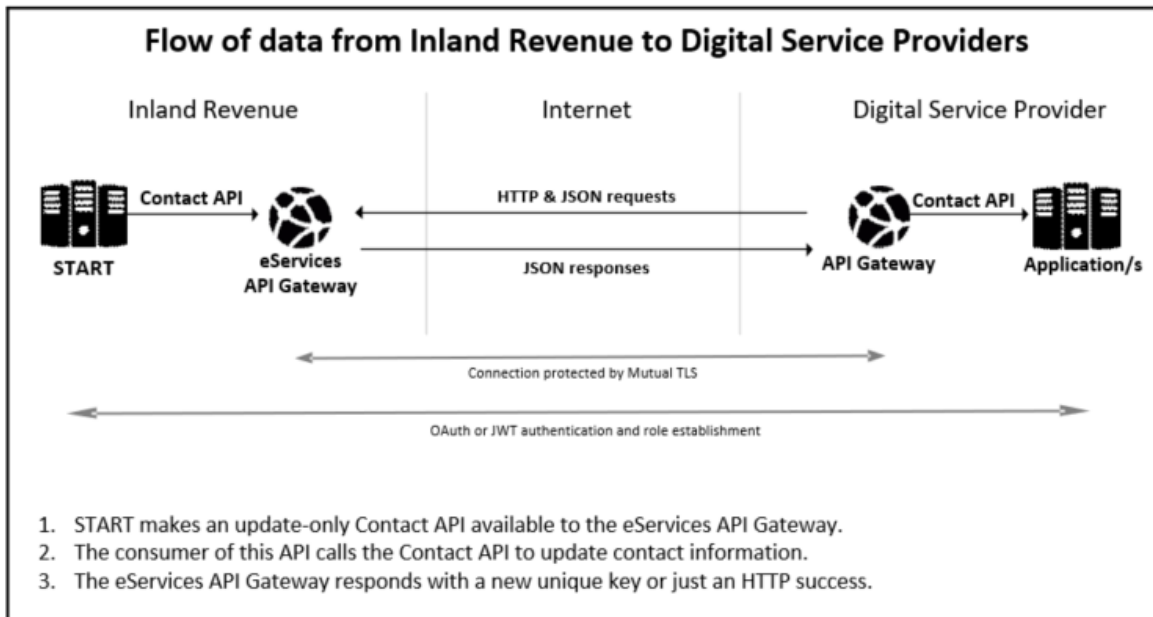 Flow of data from Inland Revenue to Digital Service Providers
Inland Revenue
Internet
Digital Service Provider
Contact API
HTTP & JSON requests
Contact API
START
eServices
API Gateway
JSON responses
API Gateway
Application/s
Connection protected by Mutual TLS
OAuth or JWT authentication and role establishment
1. START makes an update-only Contact API available to the eServices API Gateway.
2. The consumer of this API calls the Contact API to update contact information.
3. The eServices API Gateway responds with a new unique key or just an HTTP success.